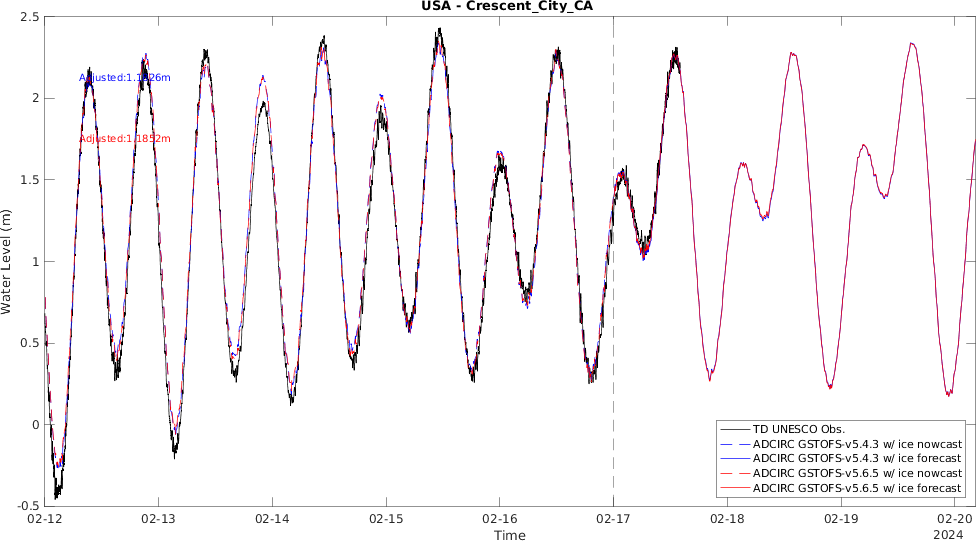 USA - Crescent_City_CA
2.5
2
1.5
1
0.5
0
-0.5
Water Level (m)
Adjusted:1.1826m
Adjusted:1.1852m
TD UNESCO Obs.
ADCIRC GSTOFS-v5.4.3 w/ ice nowcast
ADCIRC GSTOFS-v5.4.3 w/ ice forecast
ADCIRC GSTOFS-v5.6.5 w/ ice nowcast
ADCIRC GSTOFS-v5.6.5 w/ ice forecast
02-12 02-13 02-14 02-15 02-16 02-17 02-18 02-19 02-20
Time
2024